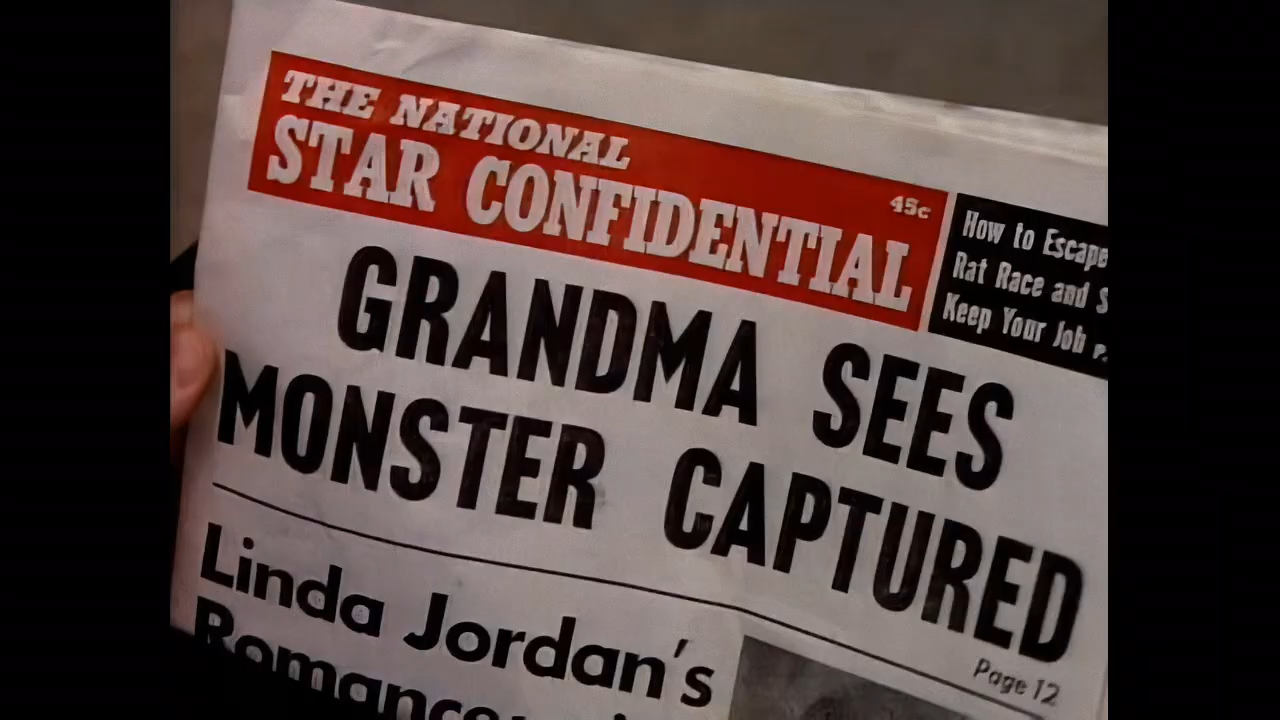 THE NATIONAL
STAR CONFIDENTIAL
45c
How to Escape
Rat Race and
Keep Your Job
GRANDMA SEES
MONSTER CAPTURED
Page 12
Linda Jordan's